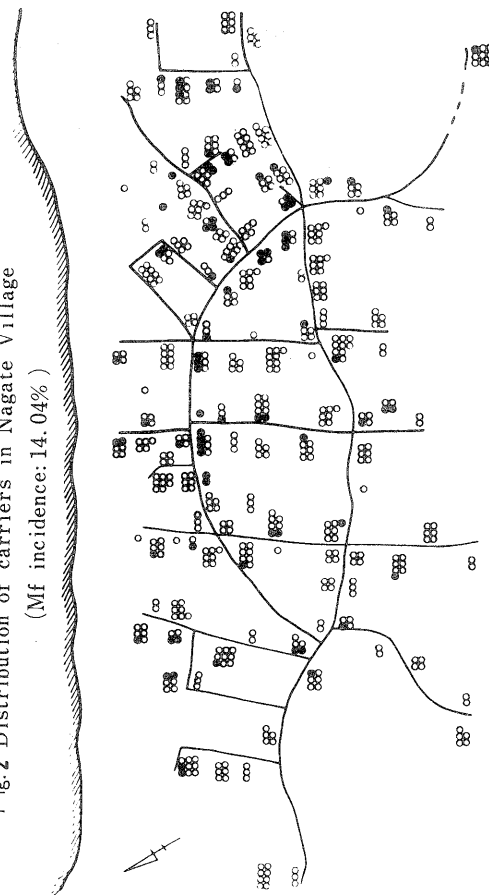 Fig. 2 Distribution of carriers in Nagate Village
(Mf incidence: 14. 04% )